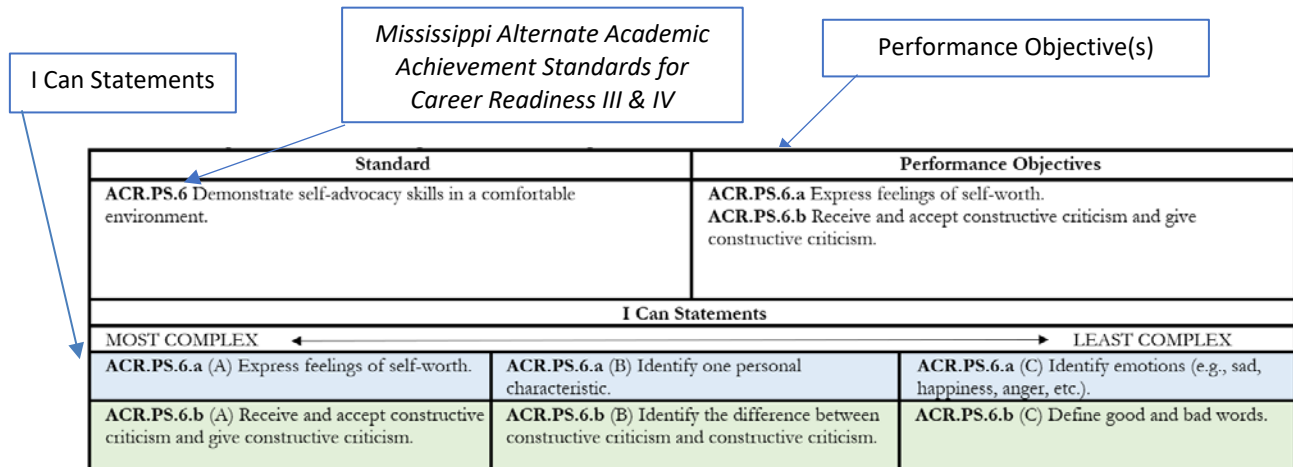 I Can Statements
Mississippi Alternate Academic
Achievement Standards for
Career Readiness III & IV
Performance Objective(s)
Standard
Performance Objectives
ACR.PS.6 Demonstrate self-advocacy skills in a comfortable
environment.
ACR.PS.6.a Express feelings of self-worth.
ACR.PS.6.b Receive and accept constructive criticism and give
constructive criticism.
I Can Statements
MOST COMPLEX
LEAST COMPLEX
ACR.PS.6.a (A) Express feelings of self-worth.
ACR.PS.6.a (B) Identify one personal
characteristic.
ACR.PS.6.a (C) Identify emotions (e.g., sad,
happiness, anger, etc.).
ACR.PS.6.b (A) Receive and accept constructive
criticism and give constructive criticism.
ACR.PS.6.b (B) Identify the difference between
constructive criticism and constructive criticism.
ACR.PS.6.b (C) Define good and bad words.